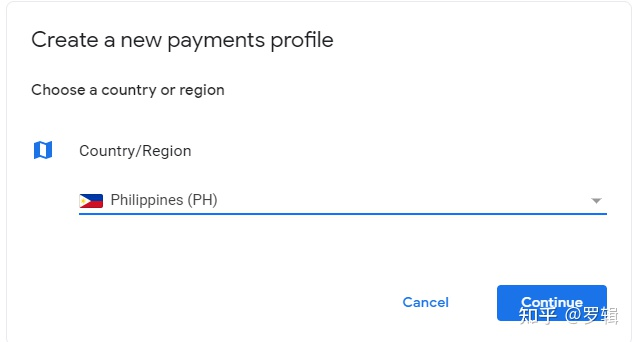 Create a new payments profile
Choose a country or region
Country/Region
Philippines (PH)
Cancel
Continue
知乎 @罗辑